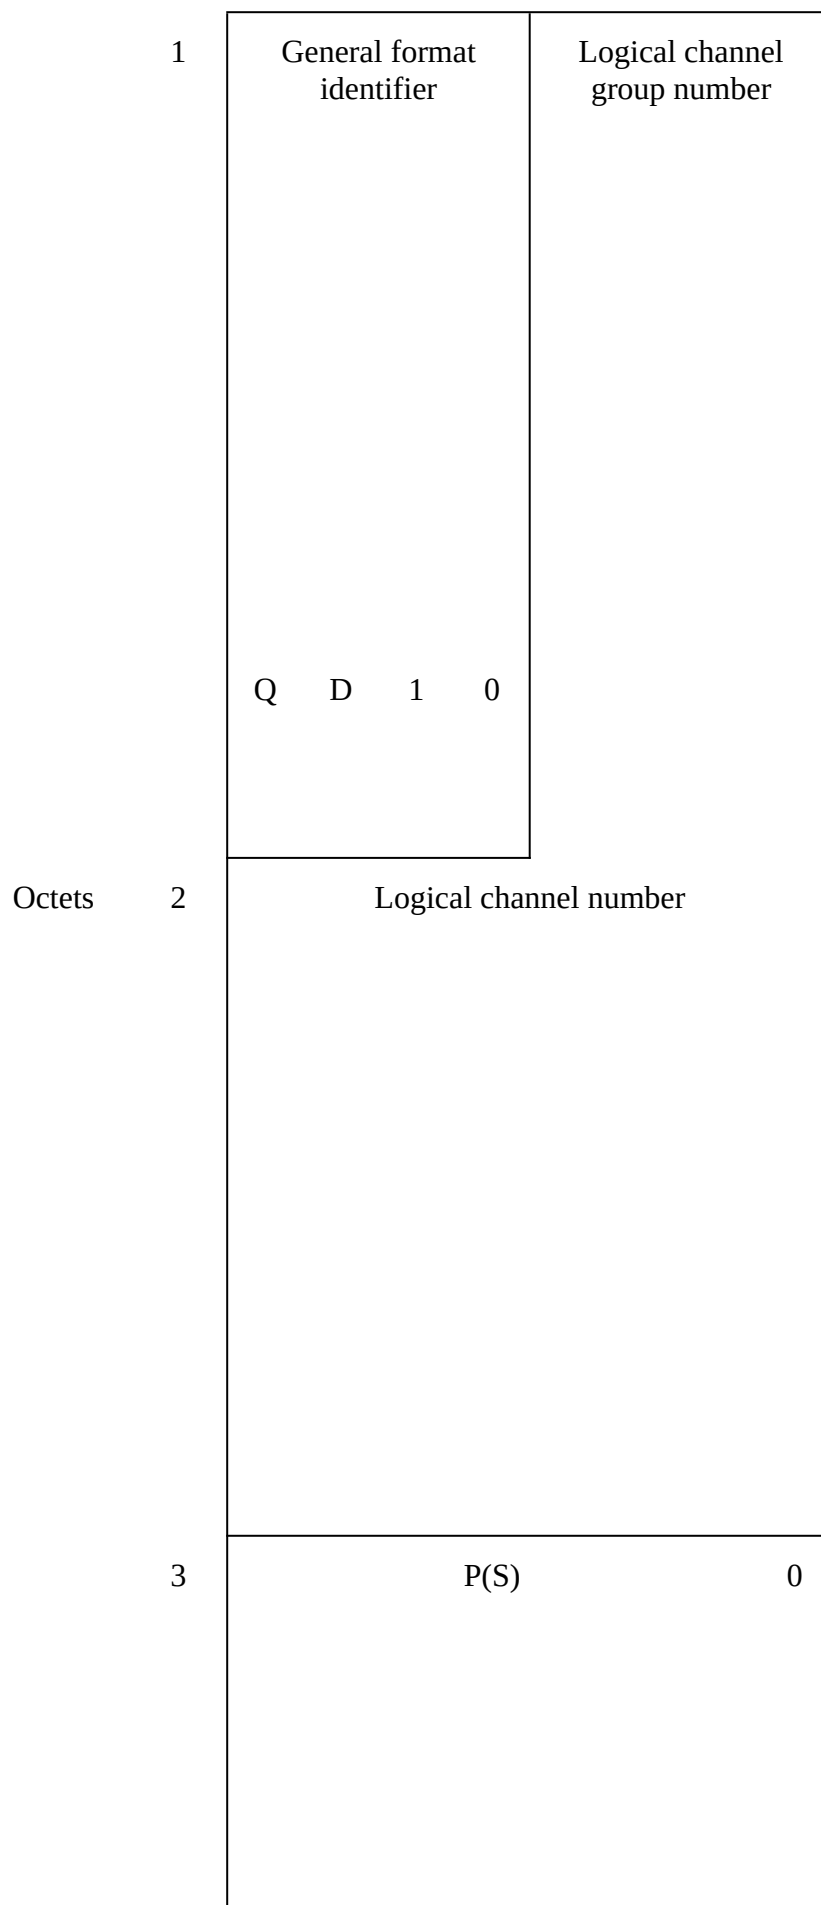 1 General format Logical channel
identifier group number
Q D 1 0
Octets 2 Logical channel number
3 P(S) 0